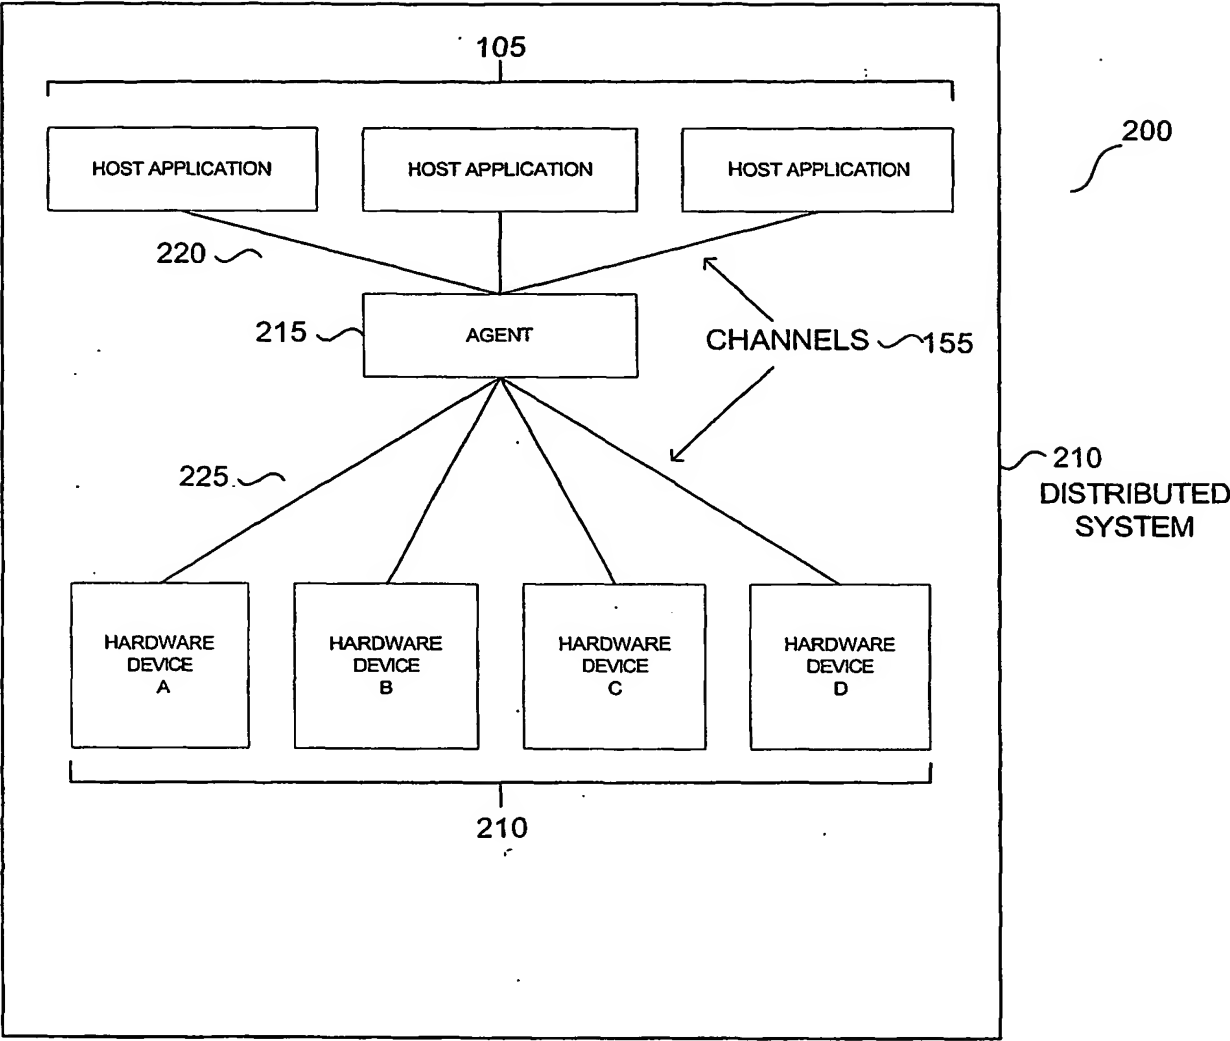 105
200
HOST APPLICATION
HOST APPLICATION
HOST APPLICATION
220
215
AGENT
CHANNELS
155
225
210
DISTRIBUTED
SYSTEM
HARDWARE
DEVICE
A
HARDWARE
DEVICE
B
HARDWARE
DEVICE
C
HARDWARE
DEVICE
D
210